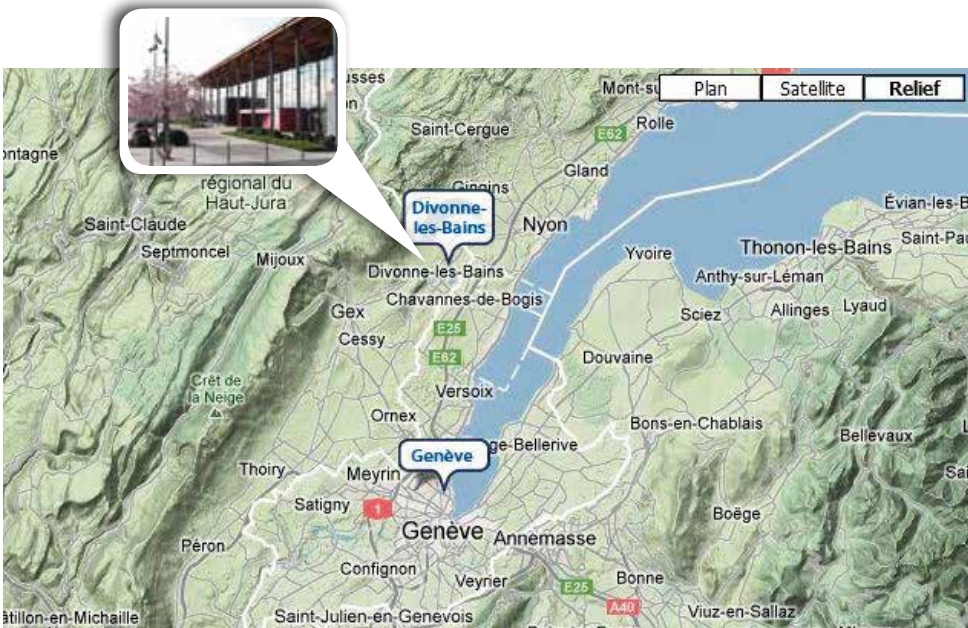 usses
Mont-su
Plan
Satellite
Relief
on
Saint-Cergue
E62
Rolle
ontagne
Gland
régional du
Haut-Jura
Gingins
Évian-les-B
Divonne-
les-Bains
Saint-Claude
Nyon
Septmoncel
Mijoux
Yvoire
Thonon-les-Bains
Saint-Pau
Divonne-les-Bains
Anthy-sur-Léman
Chavannes-de-Bogis
Gex
Sciez
Allinges
Lyaud
Cessy
E25
E62
Douvaine
Crêt de
la Neige
Versoix
Ornex
Bons-en-Chablais
ge-Bellerive
Bellevaux
L
Genève
Thoiry
Meyrin
Sai
Satigny
1
Boëge
Genève
Annemasse
Péron
Confignon
Veyrier
E25
Bonne
A40
âtillon-en-Michaille
Saint-Julien-en-Genevois
Viuz-en-Sallaz